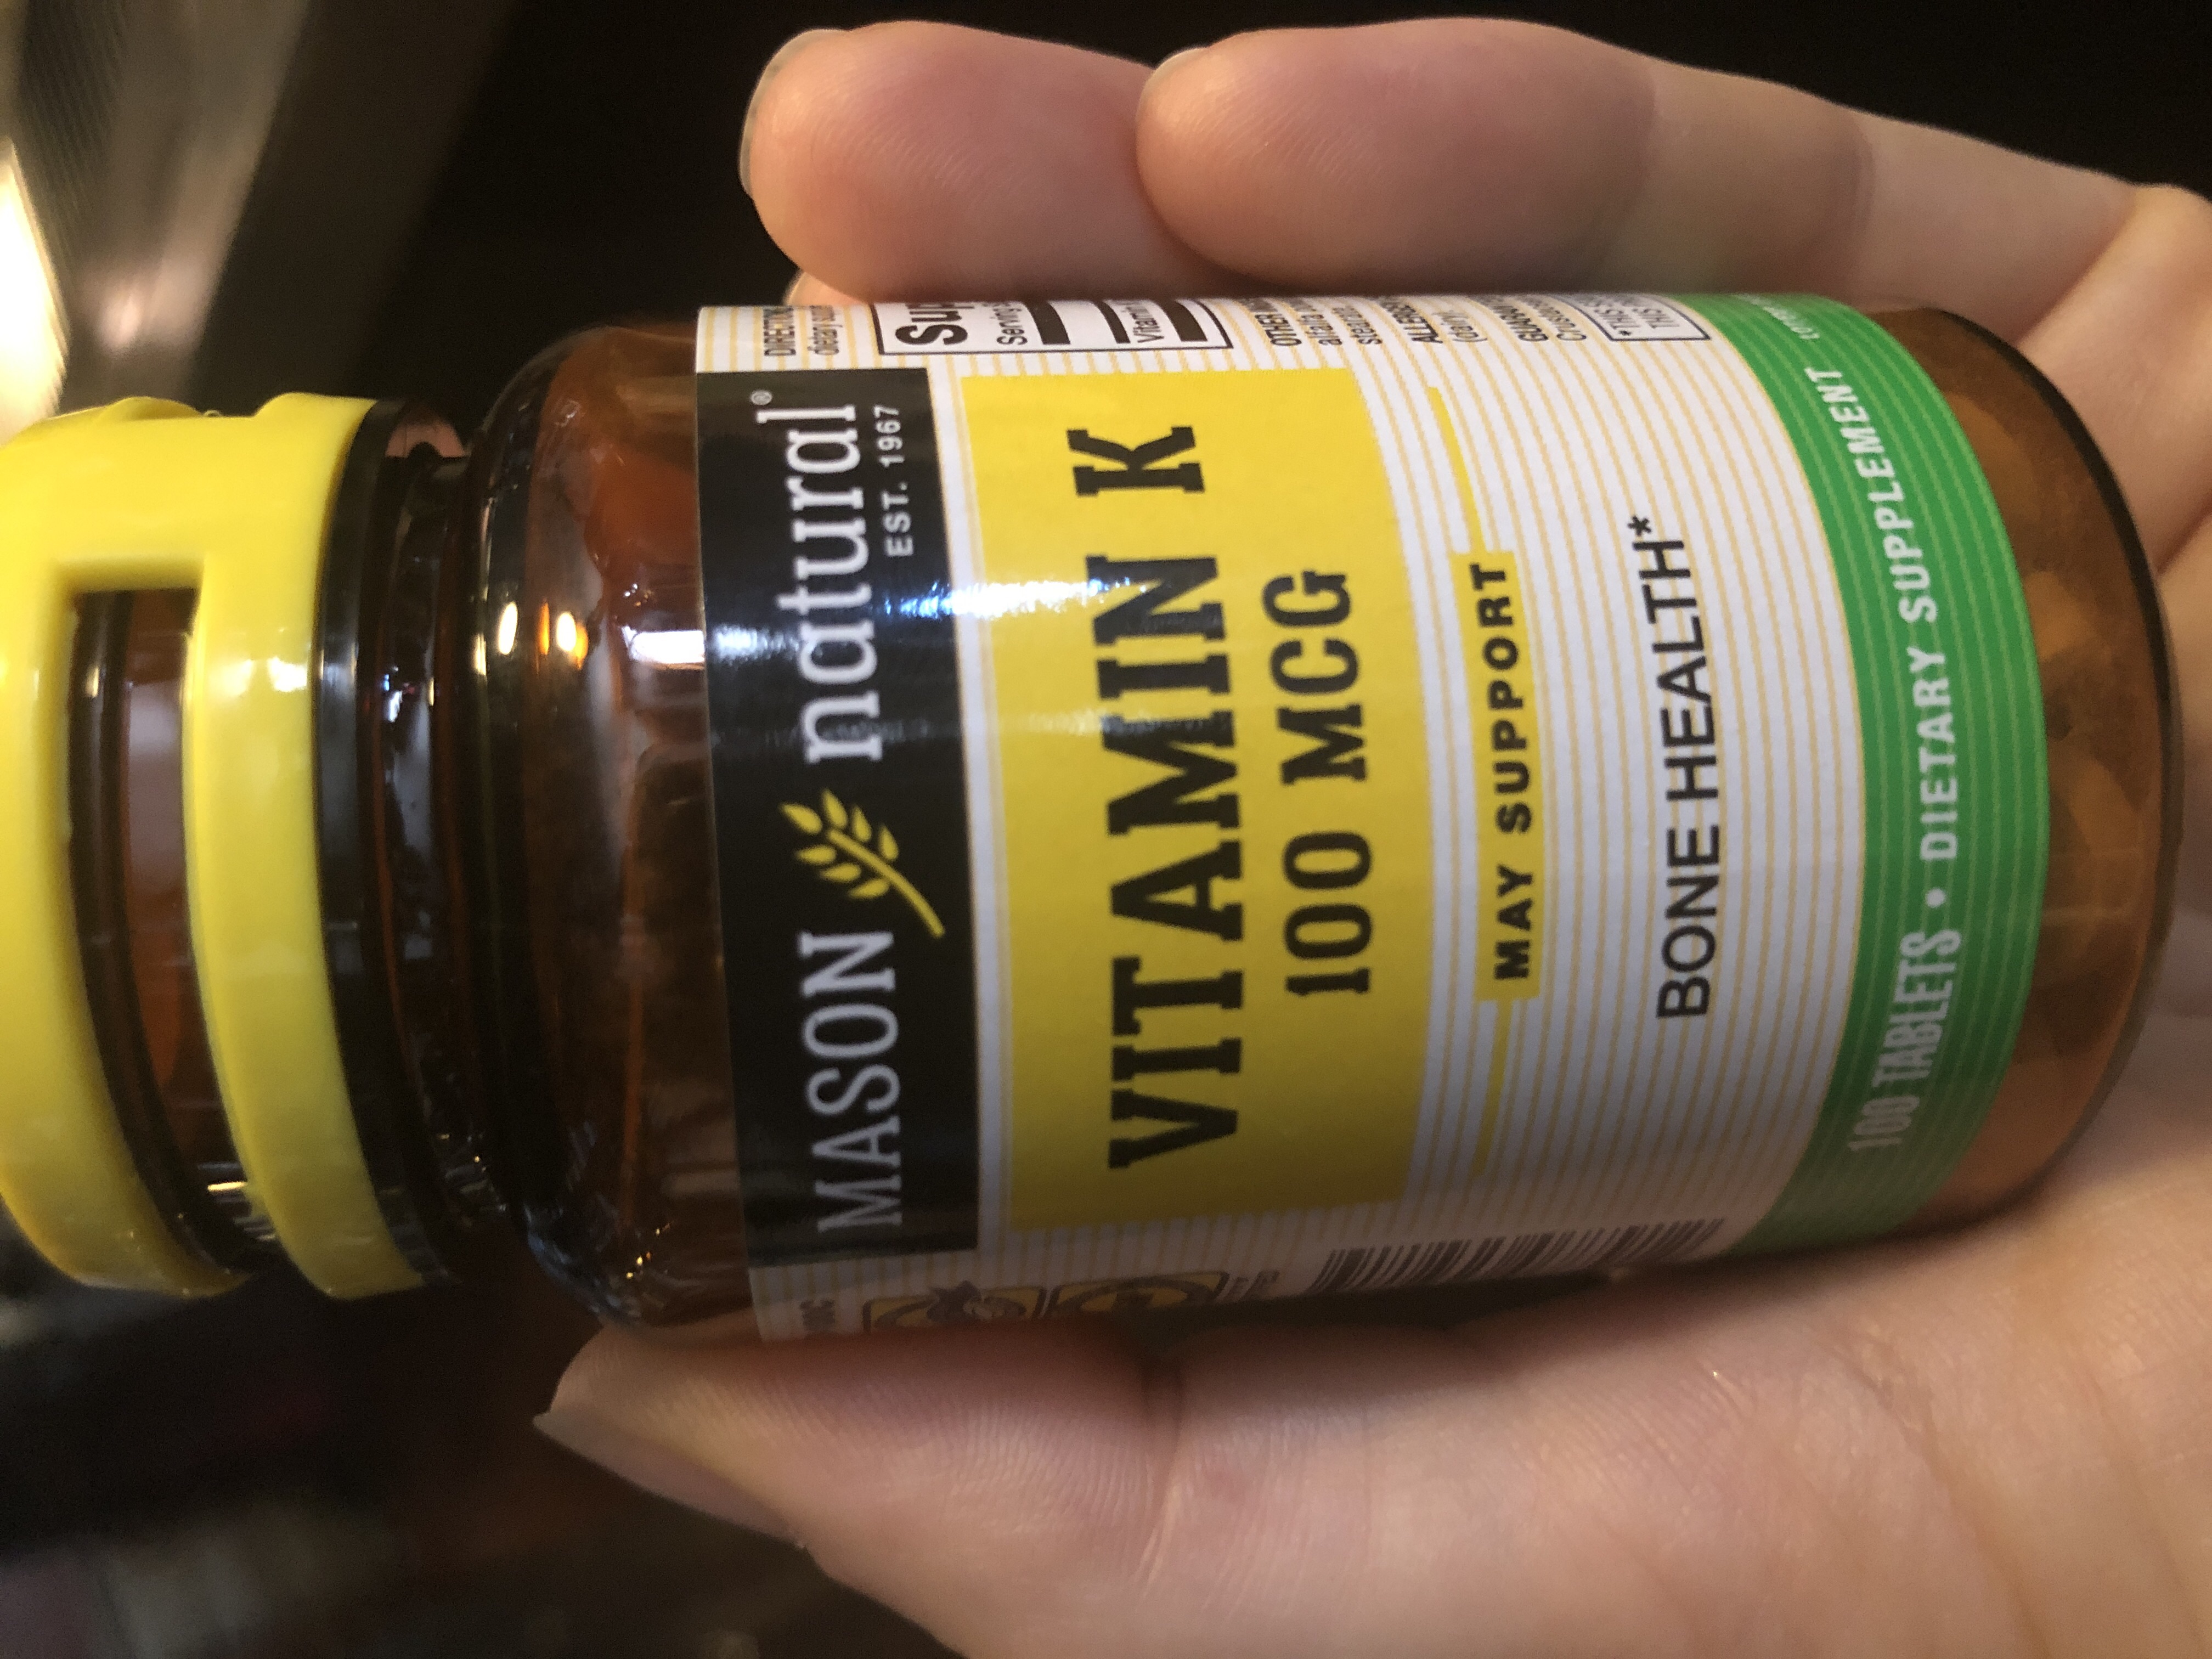 MASON natural®
EST. 1967
VITAMIN K
100 MCG
MAY SUPPORT
BONE HEALTH*
100 TABLETS • DIETARY SUPPLEMENT